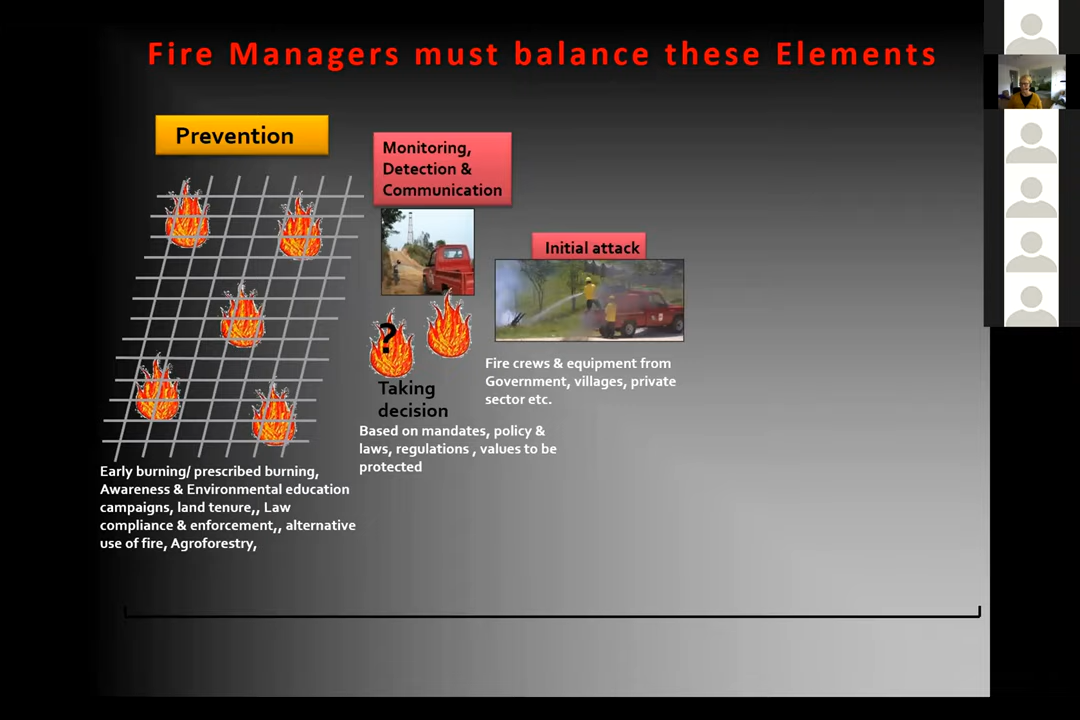 Fire Managers must balance these Elements
Prevention
Monitoring,
Detection &
Communication
Initial attack
?
Taking
decision
Fire crews & equipment from
Government, villages, private
sector etc.
Based on mandates, policy &
laws, regulations , values to be
protected
Early burning/ prescribed burning,
Awareness & Environmental education
campaigns, land tenure,, Law
compliance & enforcement,, alternative
use of fire, Agroforestry,